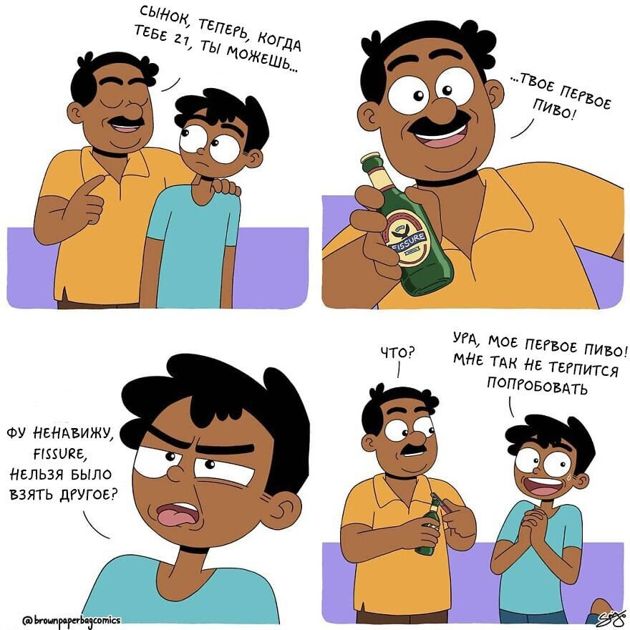 СЫНОК, ТЕПЕРЬ, КОГДА
ТЕБЕ 21, ТЫ МОЖЕШЬ...
...ТВОЕ ПЕРВОЕ
ПИВО!
FISSURE
ФУ НЕНАВИЖУ,
FISSURE,
НЕЛЬЗЯ БЫЛО
ВЗЯТЬ ДРУГОЕ?
ЧТО?
УРА, МОЕ ПЕРВОЕ ПИВО!
МНЕ ТАК НЕ ТЕРПИТСЯ
ПОПРОБОВАТЬ
@brownpaperbagcomics